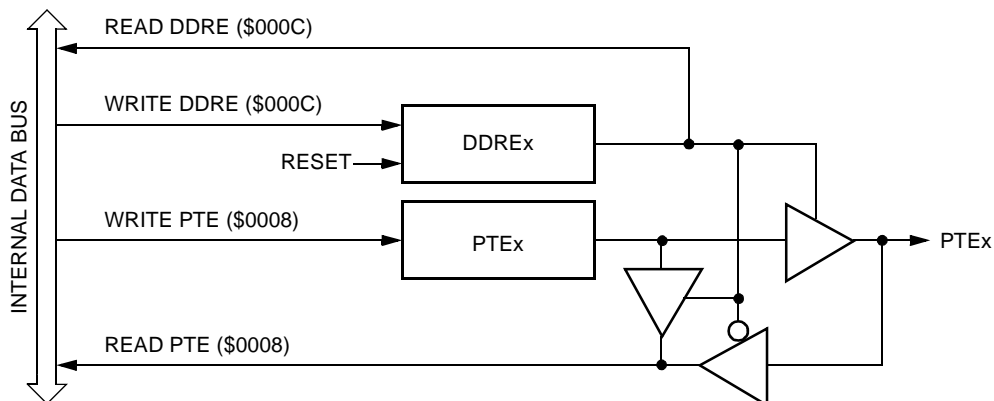 READ DDRE ($000C)
WRITE DDRE ($000C)
DDREx
RESET
WRITE PTE ($0008)
PTEx
PTEx
READ PTE ($0008)
INTERNAL DATA BUS